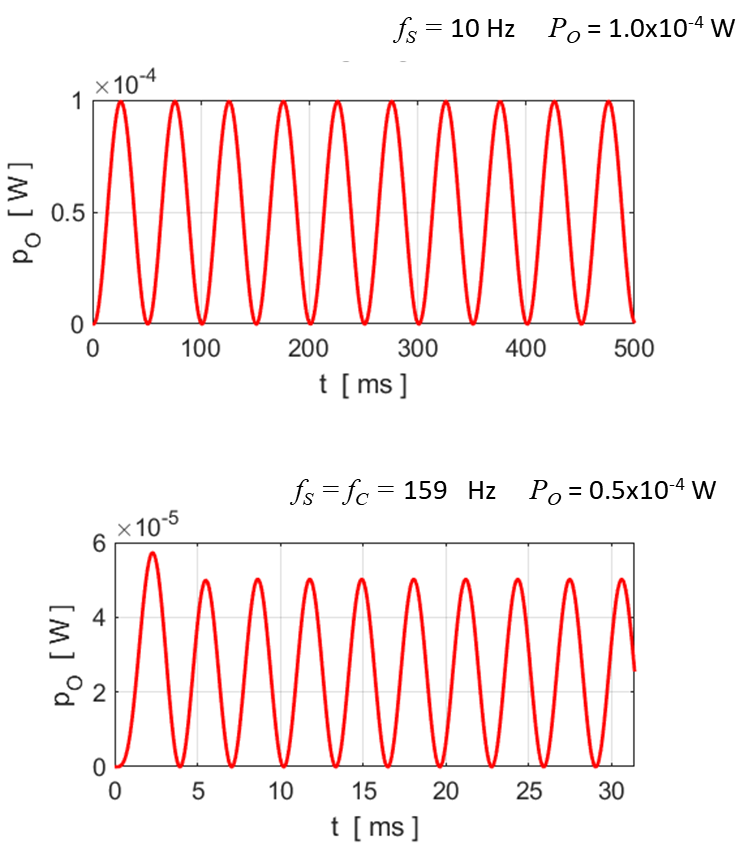 fS = 10 Hz PO = 1.0x10-4 W
×10-4
1
0.5
0
pO [ W ]
0 100 200 300 400 500
t [ ms ]
fS = fC = 159 Hz PO = 0.5x10-4 W
×10-5
6
4
2
0
pO [ W ]
0 5 10 15 20 25 30
t [ ms ]